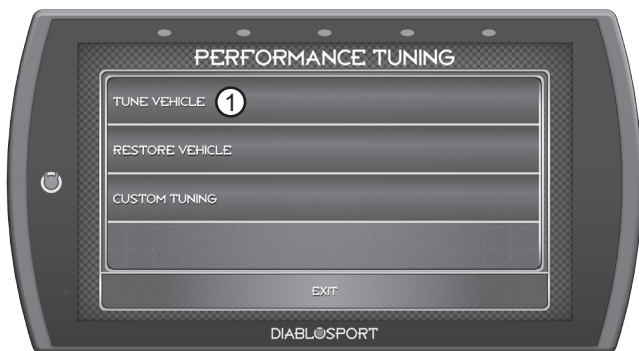 PERFORMANCE TUNING
TUNE VEHICLE 1
RESTORE VEHICLE
CUSTOM TUNING
EXIT
DIABLOSPORT